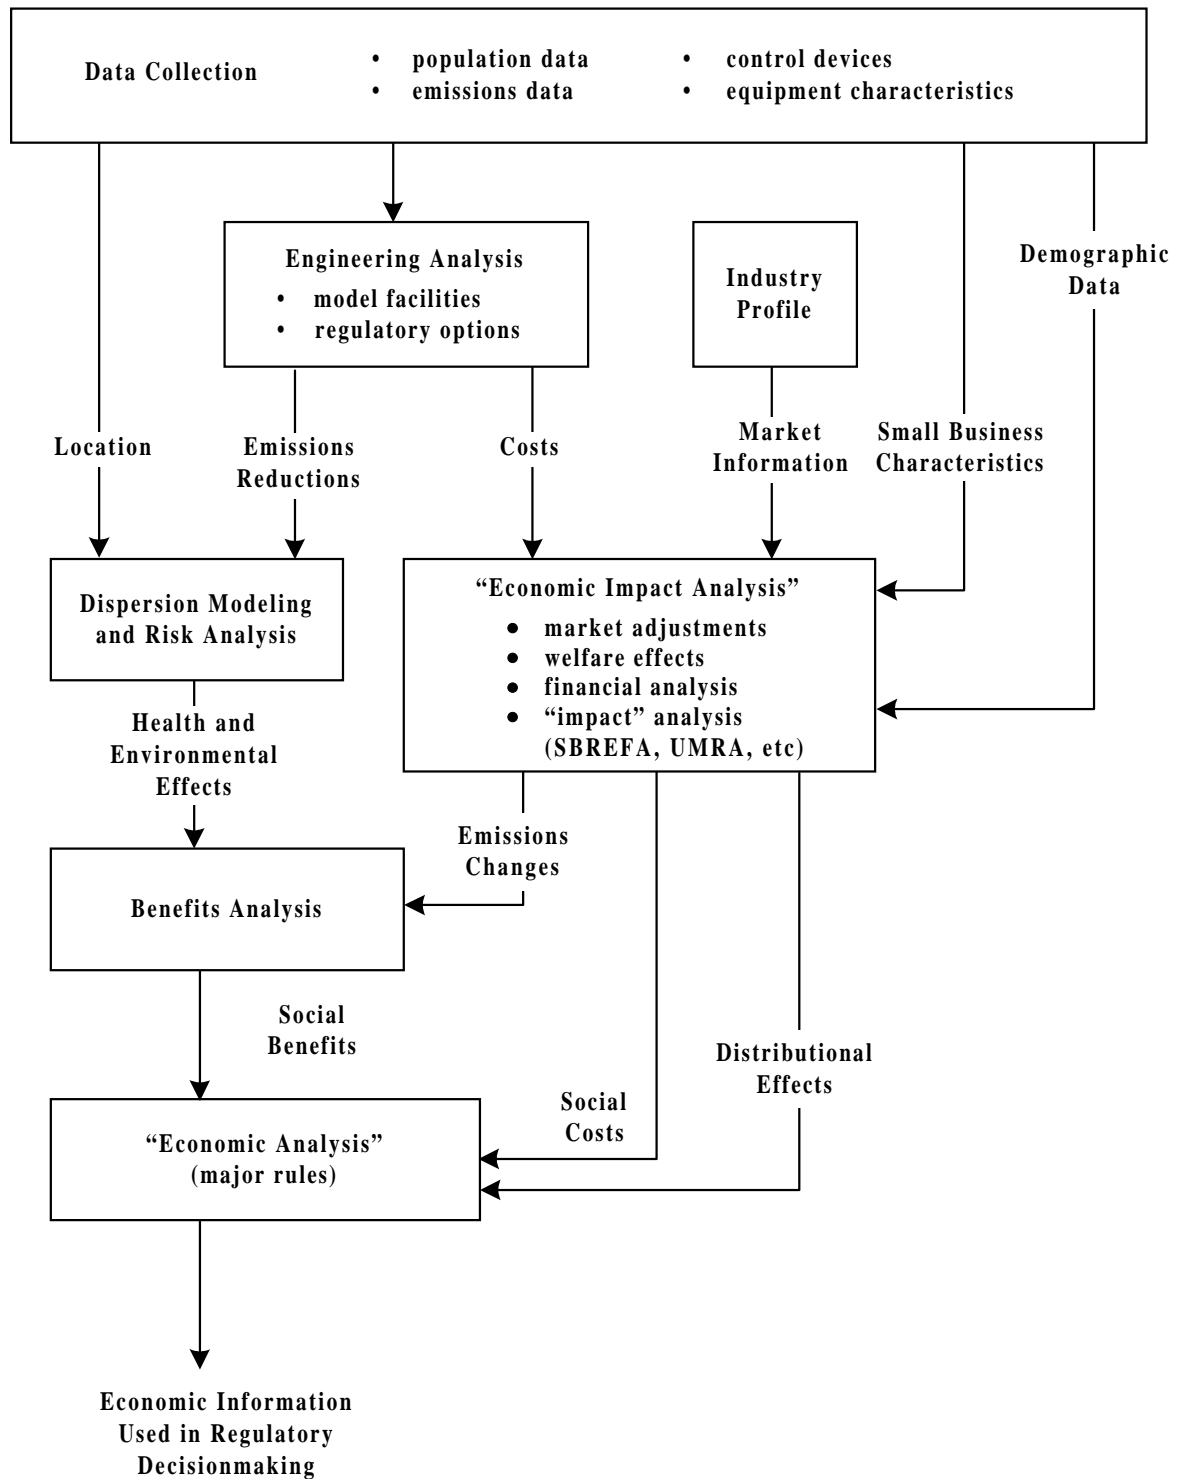 Data Collection
• population data
• emissions data
• control devices
• equipment characteristics
Engineering Analysis
• model facilities
• regulatory options
Industry
Profile
Demographic
Data
Location
Emissions
Reductions
Costs
Market
Information
Small Business
Characteristics
Dispersion Modeling
and Risk Analysis
“Economic Impact Analysis”
● market adjustments
● welfare effects
● financial analysis
● “impact” analysis
(SBREFA, UMRA, etc)
Health and
Environmental
Effects
Emissions
Changes
Benefits Analysis
Social
Benefits
Distributional
Effects
Social
Costs
“Economic Analysis”
(major rules)
Economic Information
Used in Regulatory
Decisionmaking